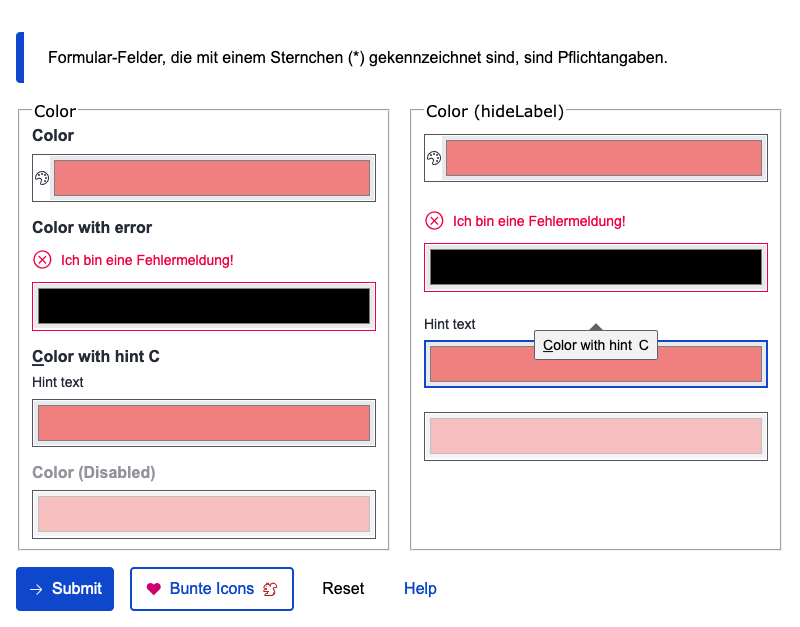 Formular-Felder, die mit einem Sternchen (*) gekennzeichnet sind, sind Pflichtangaben.
Color
Color
Color with error
Ich bin eine Fehlermeldung!
Color with hint C
Hint text
Color (Disabled)
Color (hideLabel)
Ich bin eine Fehlermeldung!
Hint text
Color with hint C
Submit
Bunte Icons
Reset
Help